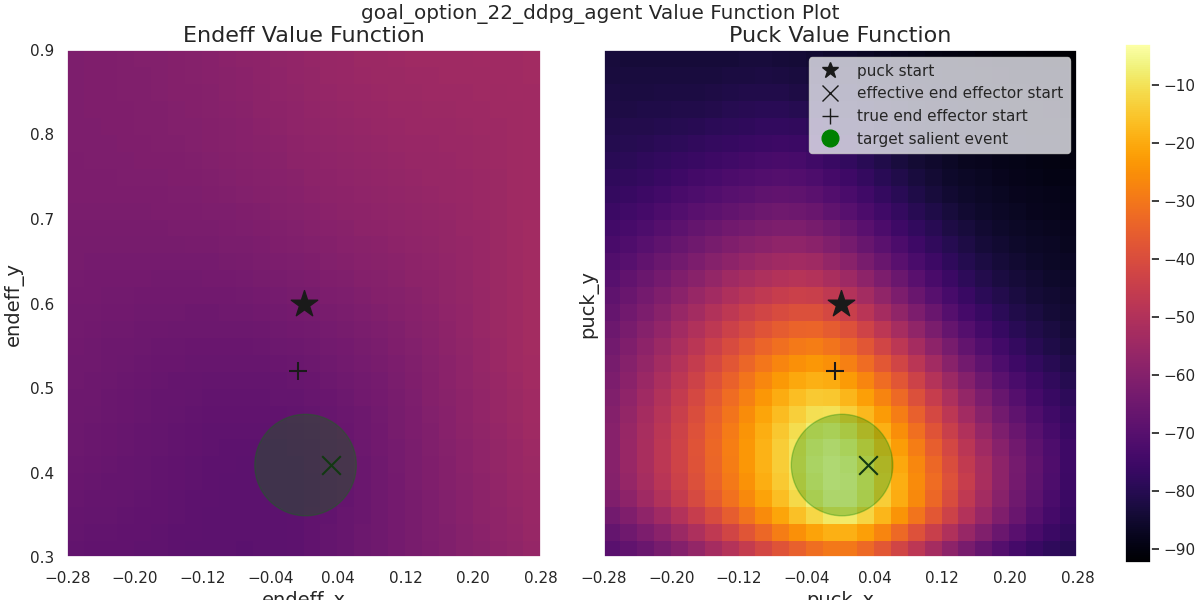 goal_option_22_ddpg_agent Value Function Plot
Endeff Value Function
Puck Value Function
0.9
0.8
0.7
0.6
0.5
0.4
0.3
endeff_y
−0.28 −0.20 −0.12 −0.04 0.04 0.12 0.20 0.28
endeff_x
puck_y
puck start
effective end effector start
true end effector start
target salient event
−0.28 −0.20 −0.12 −0.04 0.04 0.12 0.20 0.28
puck_x
−10
−20
−30
−40
−50
−60
−70
−80
−90